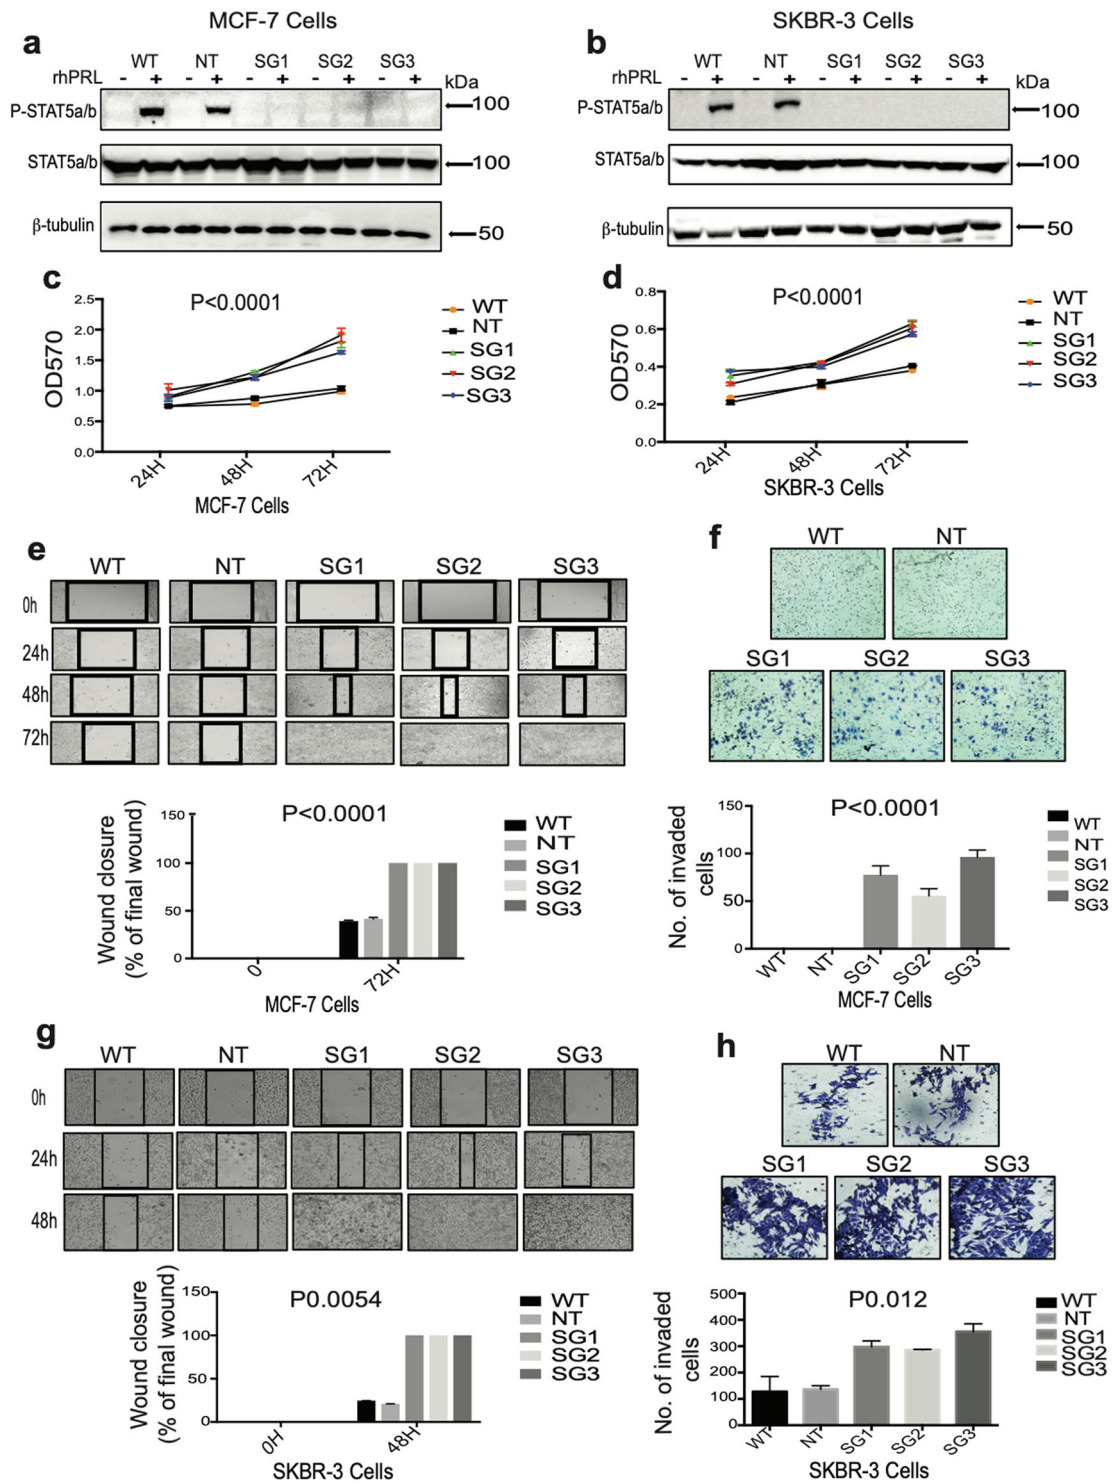 MCF-7 Cells
a
WT NT SG1 SG2 SG3
rhPRL - + - + - + - + - + kDa
P-STAT5a/b 100
STAT5a/b 100
β-tubulin 50
SKBR-3 Cells
b
WT NT SG1 SG2 SG3
rhPRL - + - + - + - + - + kDa
P-STAT5a/b 100
STAT5a/b 100
β-tubulin 50
c
P<0.0001
OD570
2.5
2.0
1.5
1.0
0.5
0.0
24H 48H 72H
MCF-7 Cells
WT
NT
SG1
SG2
SG3
d
P<0.0001
OD570
0.8
0.6
0.4
0.2
0.0
24H 48H 72H
SKBR-3 Cells
WT
NT
SG1
SG2
SG3
e
WT NT SG1 SG2 SG3
0h
24h
48h
72h
P<0.0001
Wound closure
(% of final wound)
150
100
50
0
0 72H
MCF-7 Cells
WT
NT
SG1
SG2
SG3
f
WT NT
SG1 SG2 SG3
P<0.0001
No. of invaded
cells
150
100
50
0
WT NT SG1 SG2 SG3
MCF-7 Cells
WT
NT
SG1
SG2
SG3
g
WT NT SG1 SG2 SG3
0h
24h
48h
P0.0054
Wound closure
(% of final wound)
150
100
50
0
0H 48H
SKBR-3 Cells
WT
NT
SG1
SG2
SG3
h
WT NT
SG1 SG2 SG3
P0.012
No. of invaded
cells
500
400
300
200
100
0
WT NT SG1 SG2 SG3
SKBR-3 Cells
WT
NT
SG1
SG2
SG3